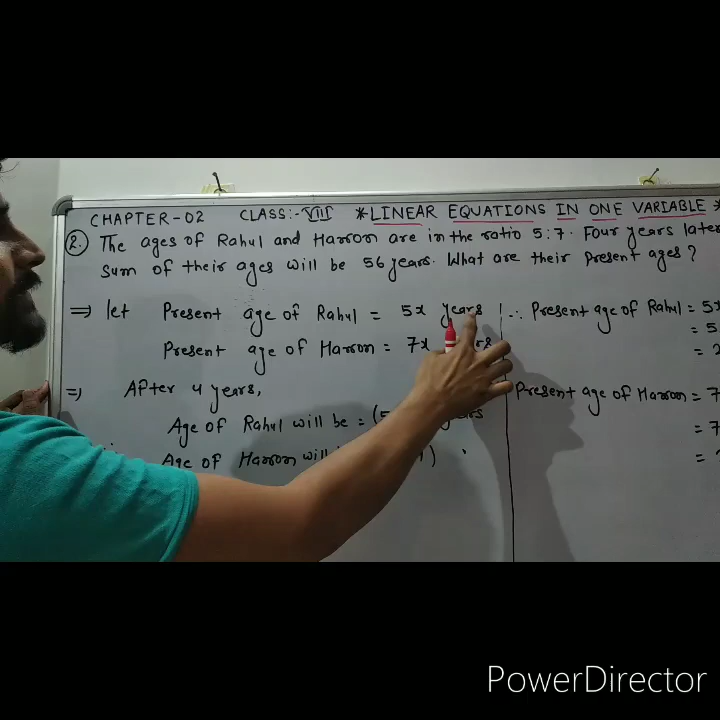 CHAPTER-02 CLASS:- VIII *LINEAR EQUATIONS IN ONE VARIABLE *
2. The ages of Rahul and Haroon are in the ratio 5:7. Four years later
sum of their ages will be 56 years. What are their present ages?
⇒ let Present age of Rahul = 5x years
Present age of Haroon = 7x
⇒ After 4 years,
Age of Rahul will be = (5
Age of Haroon will
∴ Present age of Rahul = 5x
= 5
=
Present age of Haroon = 7
= 7
=
PowerDirector